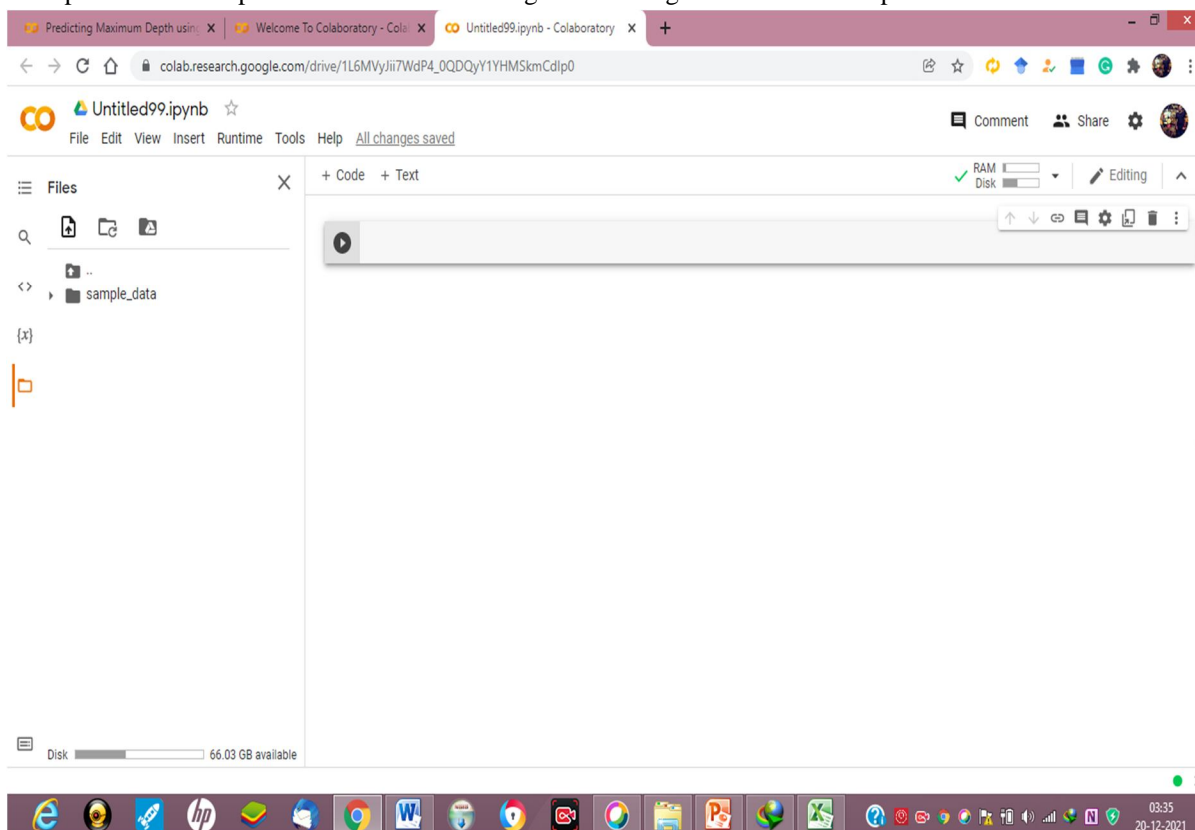 Predicting Maximum Depth using
Welcome To Colaboratory - Cola
Untitled99.ipynb - Colaboratory
colab.research.google.com/drive/1L6MVyJii7WdP4_0QDQyY1YHMSkmCdlp0
CO Untitled99.ipynb
Comment Share
File Edit View Insert Runtime Tools Help All changes saved
Files
+ Code + Text
RAM
Disk
Editing
..
sample_data
<>
{x}
Disk 66.03 GB available
03:35
20-12-2021